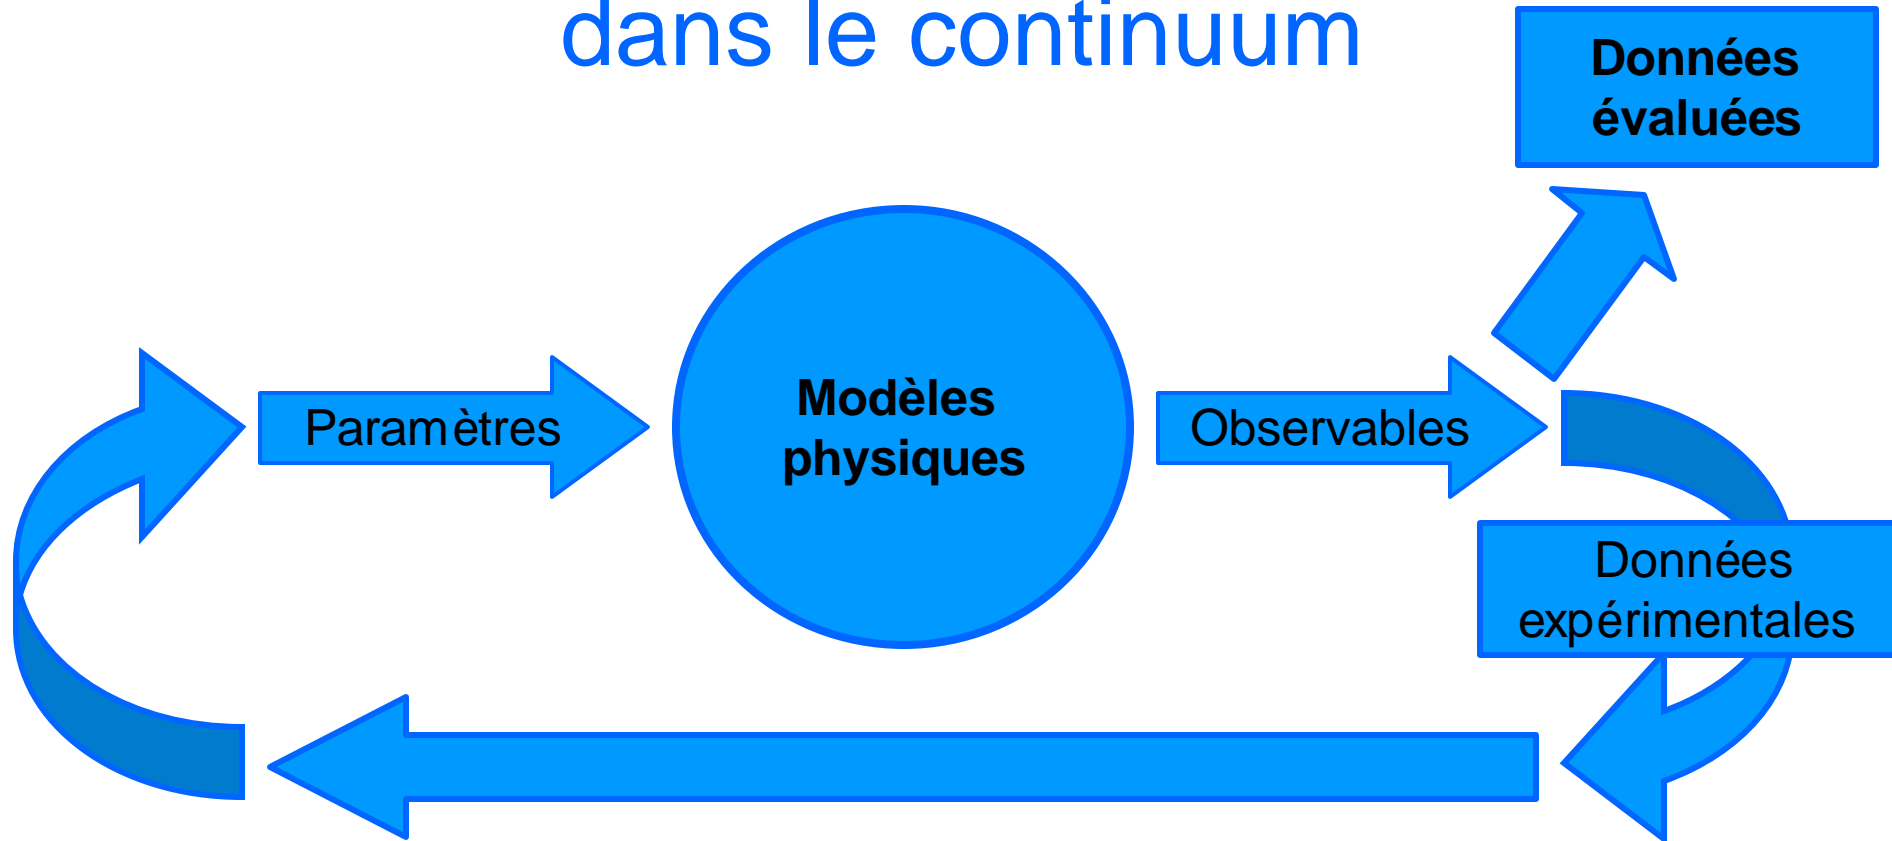 dans le continuum
Données
évaluées
Paramètres
Modèles
physiques
Observables
Données
expérimentales